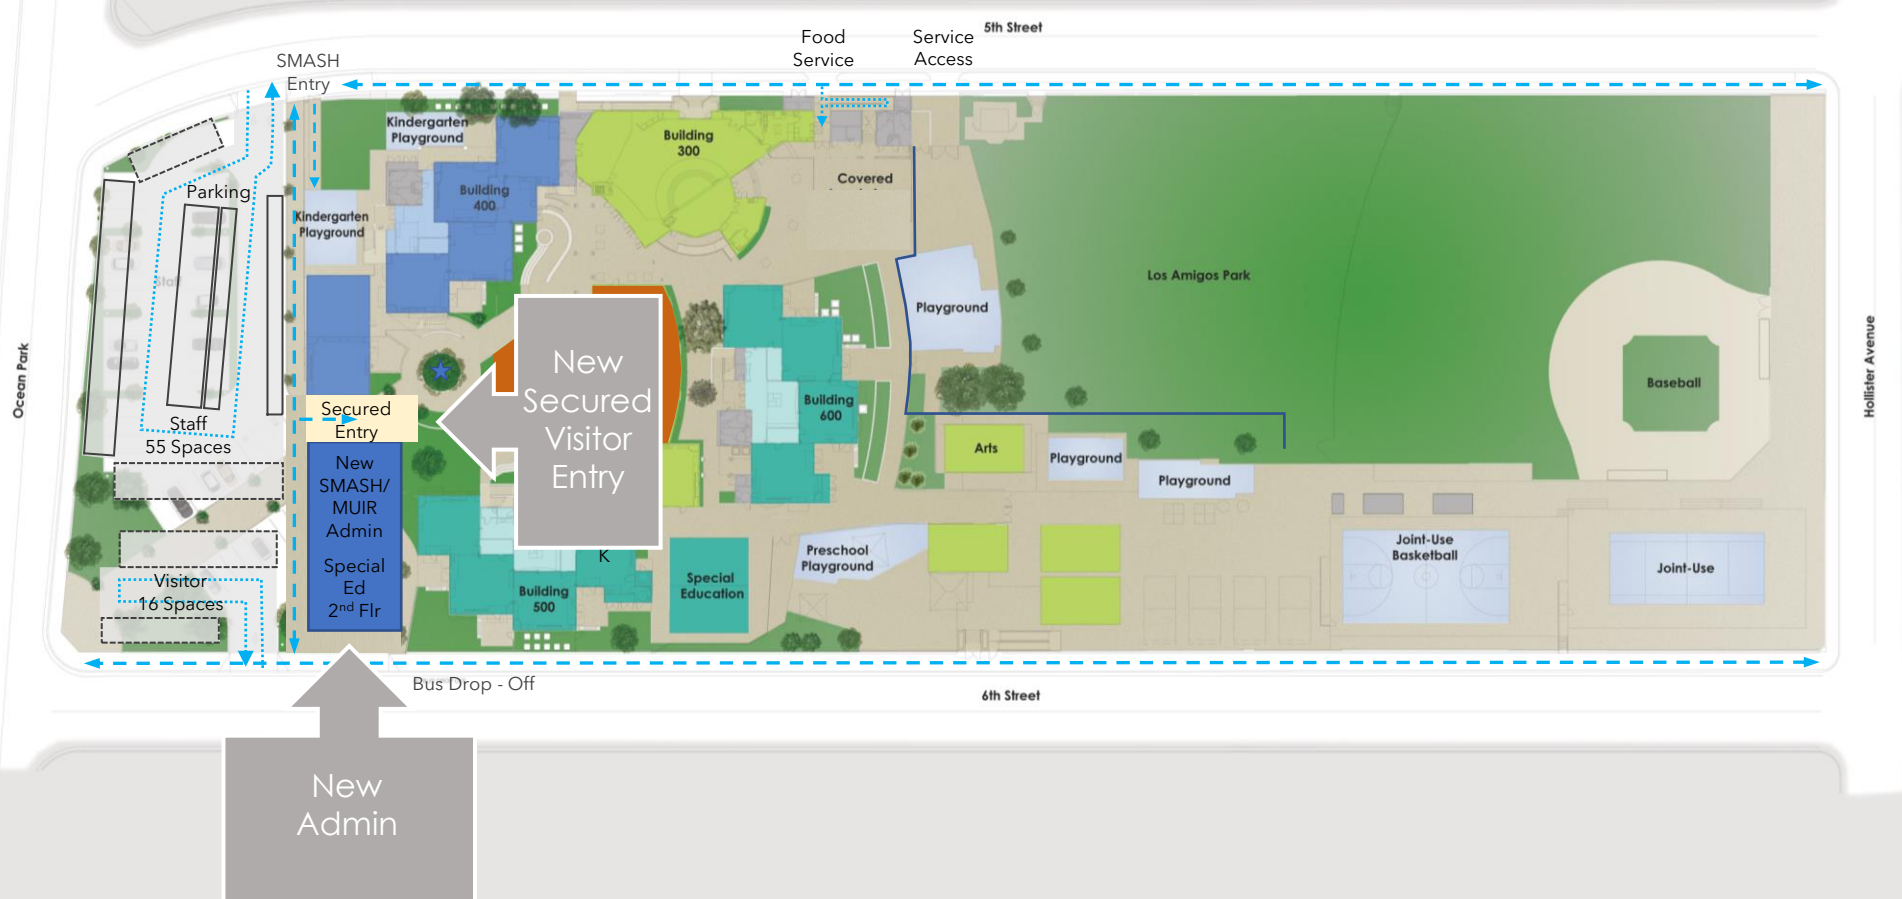 5th Street
Food
Service
Service
Access
SMASH
Entry
Kindergarten
Playground
Building
300
Covered
Parking
Building
400
Kindergarten
Playground
Staff
Los Amigos Park
Playground
Ocean Park
Hollister Avenue
New
Secured
Visitor
Entry
Baseball
Building
600
Secured
Entry
Staff
55 Spaces
Arts
Playground
Playground
New
SMASH/
MUIR
Admin
Special
Ed
2nd Flr
K
Visitor
16 Spaces
Building
500
Special
Education
Preschool
Playground
Joint-Use
Basketball
Joint-Use
Bus Drop - Off
6th Street
New
Admin